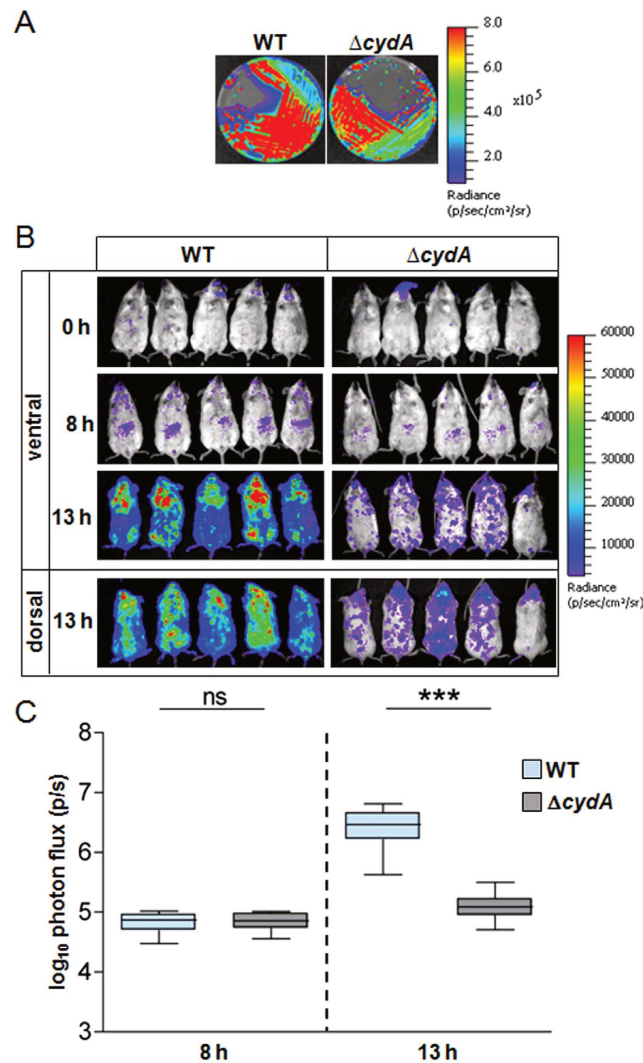 A
WT
ΔcydA
8.0
6.0
4.0
2.0
x10⁵
Radiance
(p/sec/cm²/sr)
B
WT
ΔcydA
ventral
0 h
8 h
13 h
dorsal
13 h
60000
50000
40000
30000
20000
10000
Radiance
(p/sec/cm²/sr)
C
ns
***
log₁₀ photon flux (p/s)
8
7
6
5
4
3
WT
ΔcydA
8 h
13 h